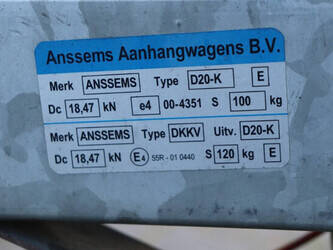 Anssems Aanhangwagens B.V.
Merk ANSSEMS Type D20-K E
Dc 18,47 kN e4 00-4351 S 100 kg
Merk ANSSEMS Type DKKV Uitv. D20-K
Dc 18,47 kN E4 55R - 01 0440 S 120 kg E